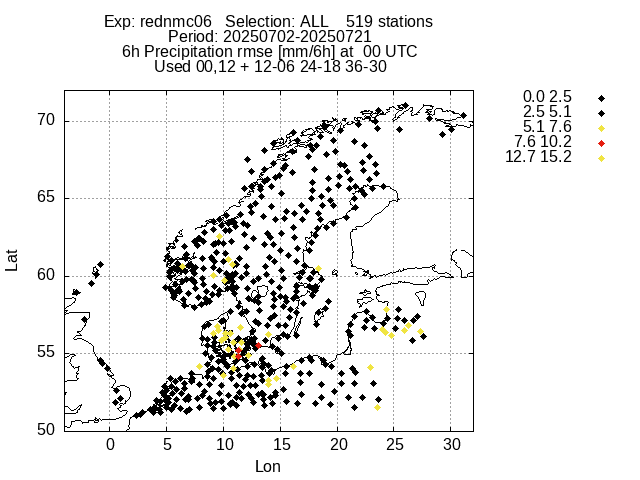 Exp: rednmc06 Selection: ALL 519 stations
Period: 20250702-20250721
6h Precipitation rmse [mm/6h] at 00 UTC
Used 00,12 + 12-06 24-18 36-30
0.0 2.5
2.5 5.1
5.1 7.6
7.6 10.2
12.7 15.2
70
65
60
55
50
Lat
0 5 10 15 20 25 30
Lon